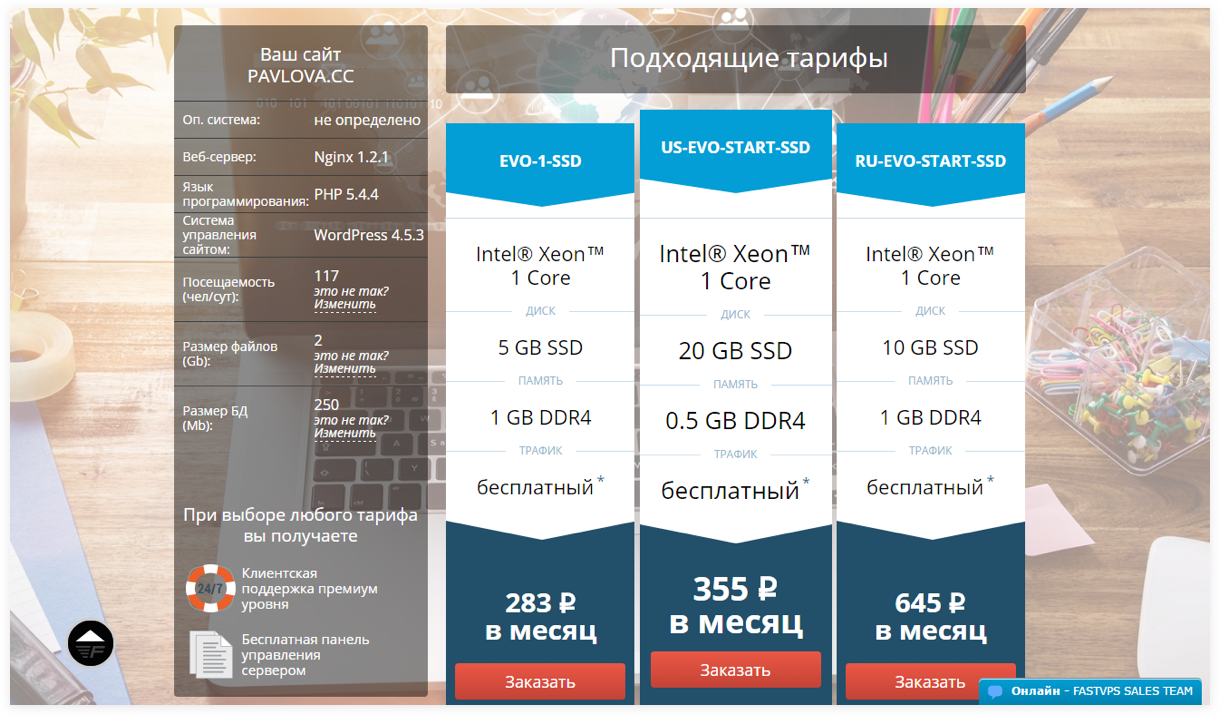 Ваш сайт
PAVLOVA.CC
Оп. система:
не определено
Веб-сервер:
Nginx 1.2.1
Язык
программирования:
PHP 5.4.4
Система
управления
сайтом:
WordPress 4.5.3
Посещаемость
(чел/сут):
117
это не так?
Изменить
Размер файлов
(Gb):
2
это не так?
Изменить
Размер БД
(Mb):
250
это не так?
Изменить
При выборе любого тарифа
вы получаете
24/7
Клиентская
поддержка премиум
уровня
Бесплатная панель
управления
сервером
Подходящие тарифы
EVO-1-SSD
Intel® Xeon™
1 Core
ДИСК
5 GB SSD
ПАМЯТЬ
1 GB DDR4
ТРАФИК
бесплатный*
283 ₽
в месяц
Заказать
US-EVO-START-SSD
Intel® Xeon™
1 Core
ДИСК
20 GB SSD
ПАМЯТЬ
0.5 GB DDR4
ТРАФИК
бесплатный*
355 ₽
в месяц
Заказать
RU-EVO-START-SSD
Intel® Xeon™
1 Core
ДИСК
10 GB SSD
ПАМЯТЬ
1 GB DDR4
ТРАФИК
бесплатный*
645 ₽
в месяц
Заказать
Онлайн - FASTVPS SALES TEAM